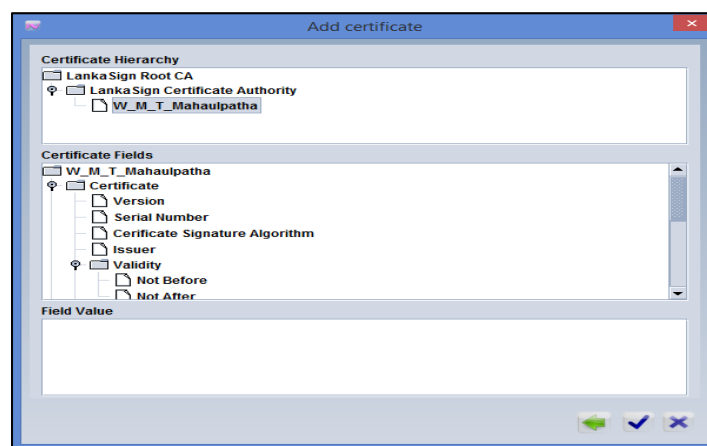 Add certificate
Certificate Hierarchy
LankaSign Root CA
LankaSign Certificate Authority
W_M_T_Mahaulpatha
Certificate Fields
W_M_T_Mahaulpatha
Certificate
Version
Serial Number
Cerificate Signature Algorithm
Issuer
Validity
Not Before
Not After
Field Value